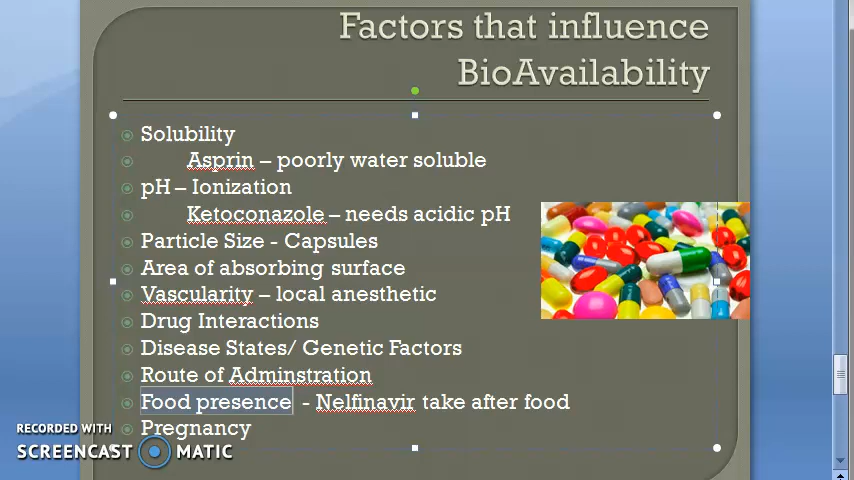 Factors that influence
BioAvailability
Solubility
Asprin – poorly water soluble
pH – Ionization
Ketoconazole – needs acidic pH
Particle Size - Capsules
Area of absorbing surface
Vascularity – local anesthetic
Drug Interactions
Disease States/ Genetic Factors
Route of Adminstration
Food presence - Nelfinavir take after food
Pregnancy
RECORDED WITH
SCREENCAST MATIC